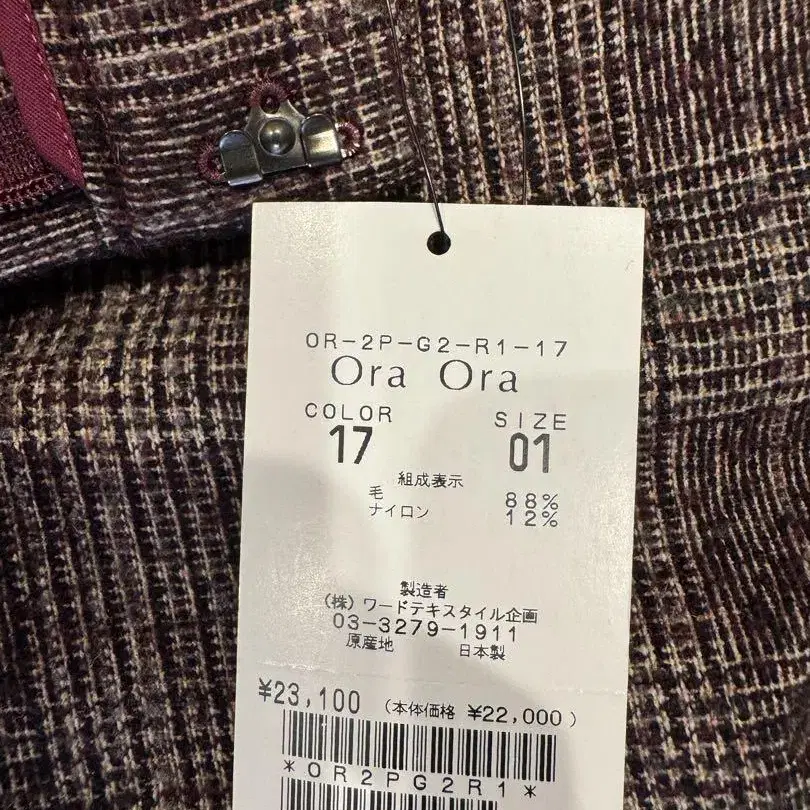 OR-2P-G2-R1-17
Ora Ora
COLOR SIZE
17 01
組成表示
毛 88%
ナイロン 12%
製造者
(株)ワードテキスタイル企画
03-3279-1911
原産地 日本製
¥23,100 (本体価格 ¥22,000)
*OR2PG2R1*